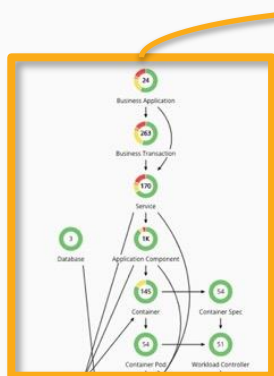 24
Business Application
263
Business Transaction
170
Service
3
Database
1K
Application Component
145
Container
54
Container Spec
54
Container Pod
51
Workload Controller